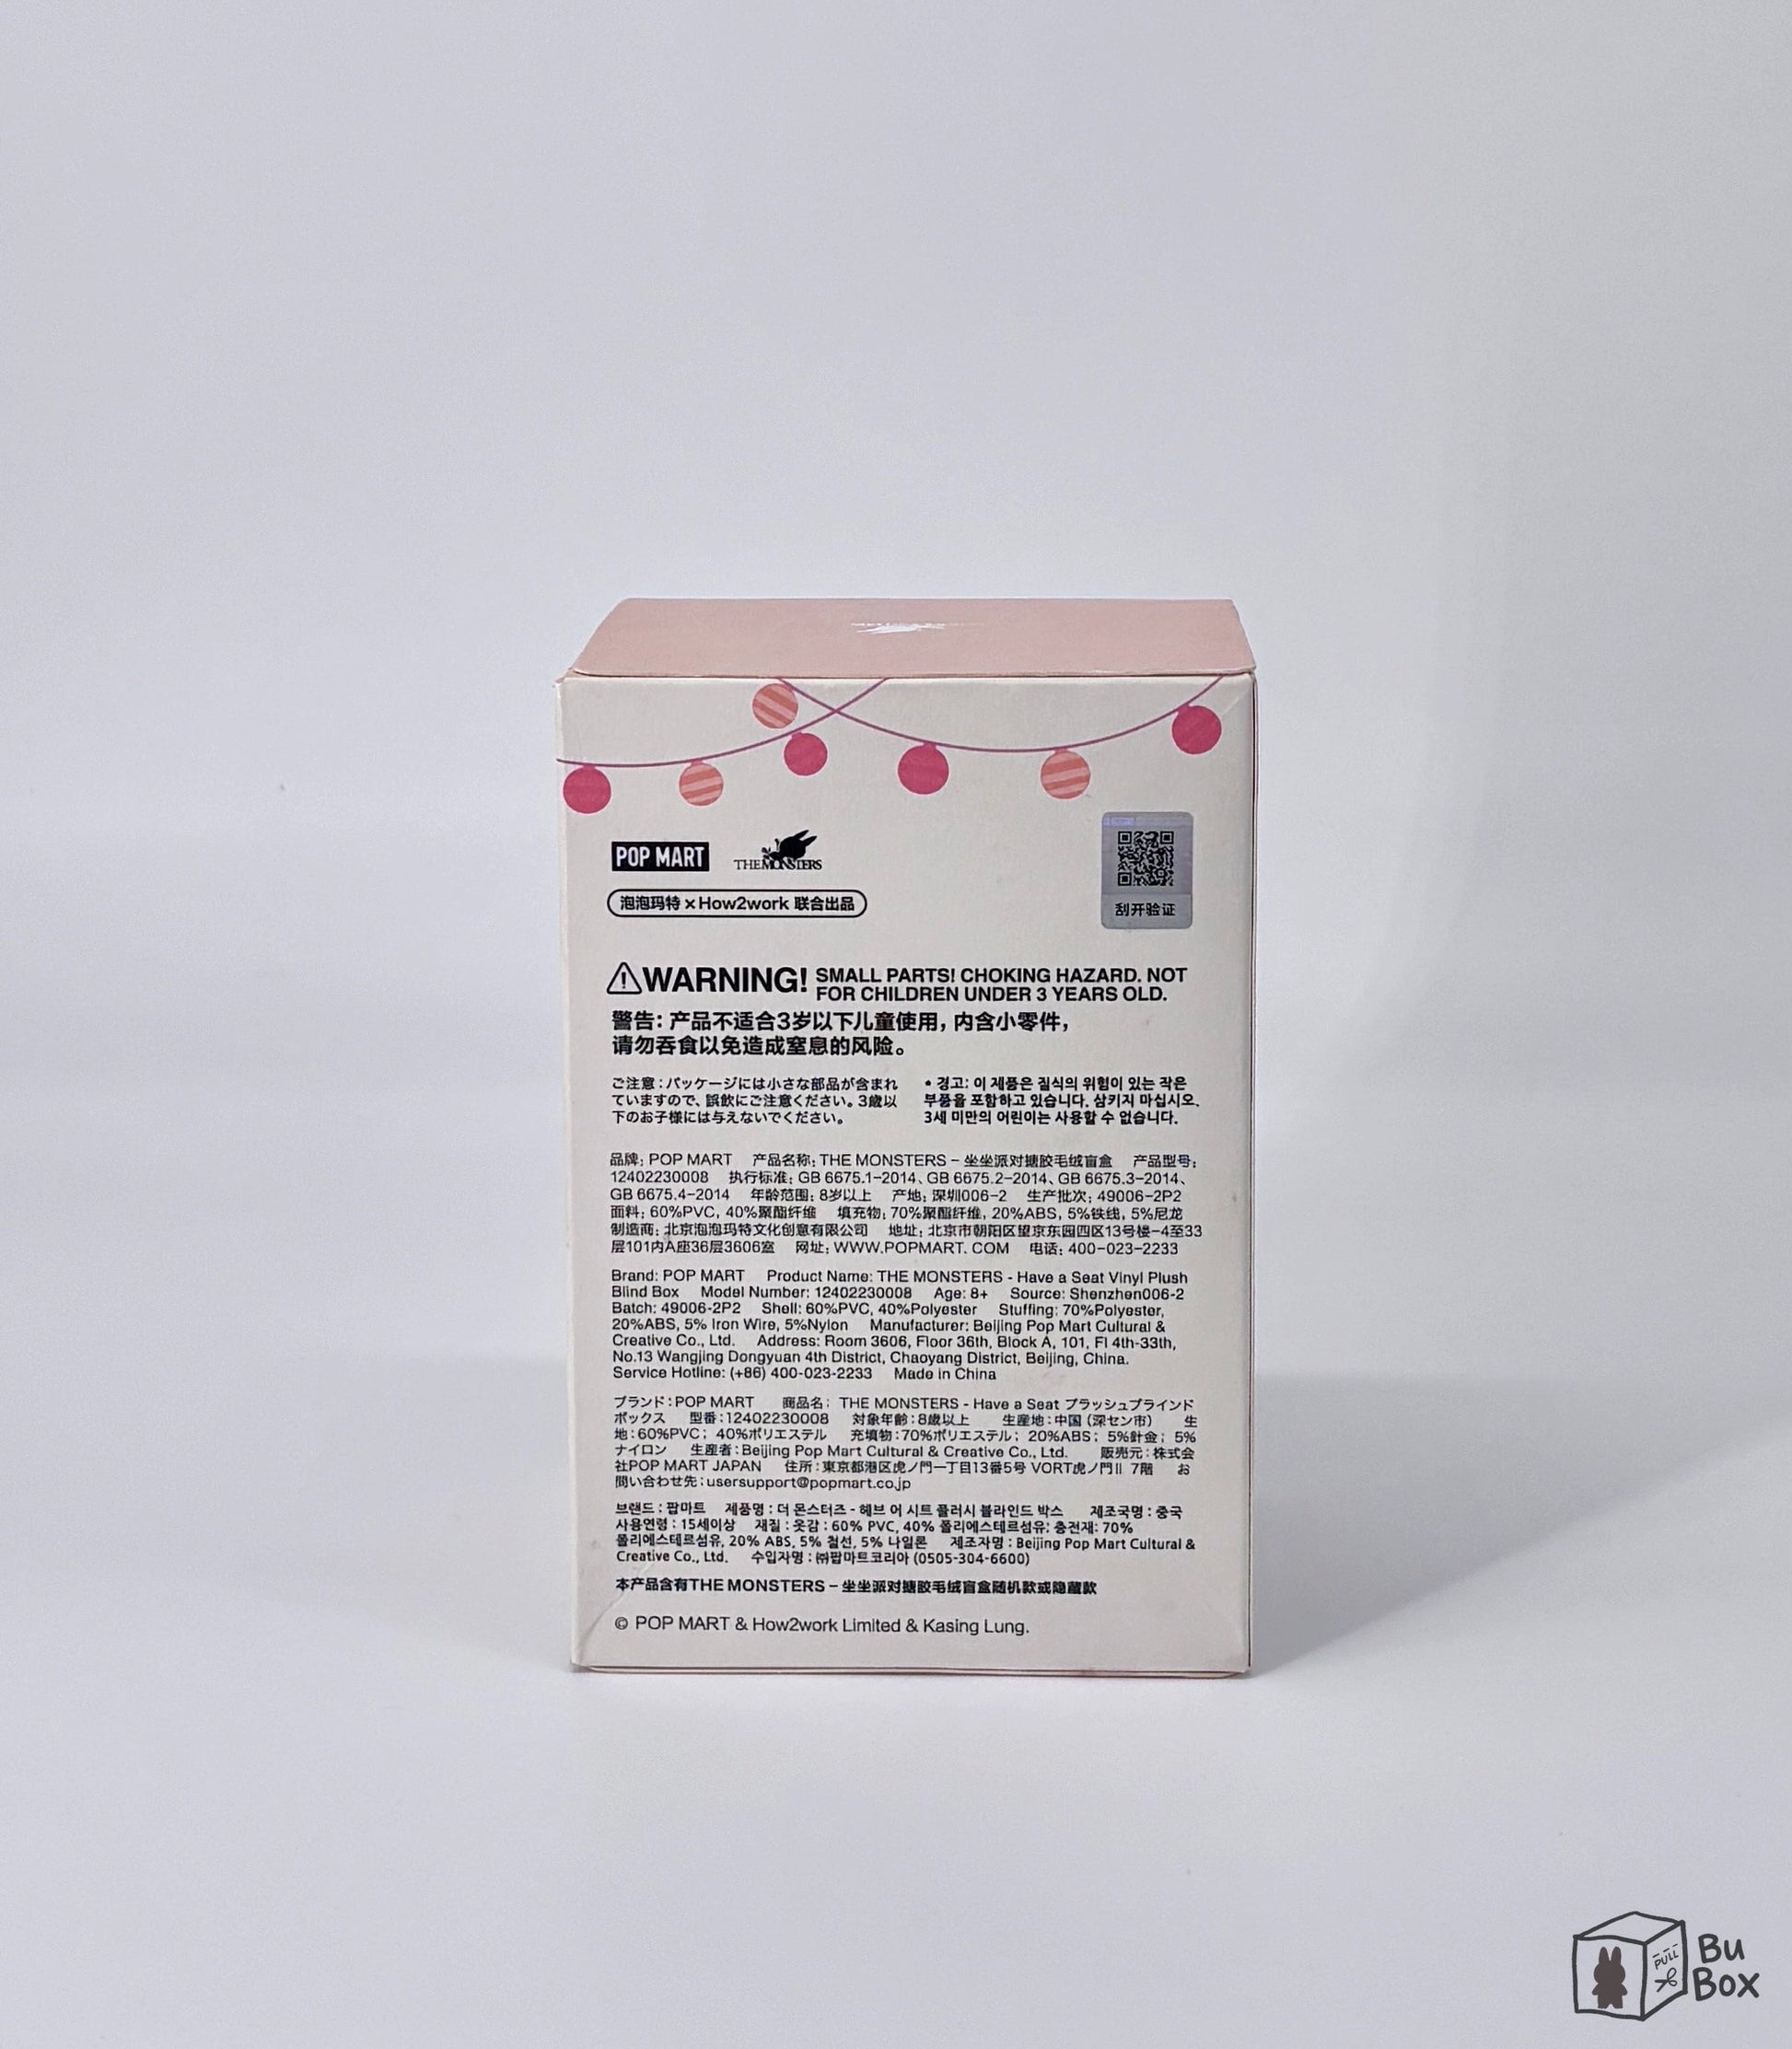 POP MART
THE MONSTERS
泡泡玛特 × How2work 联合出品
刮开验证
WARNING! SMALL PARTS! CHOKING HAZARD. NOT
FOR CHILDREN UNDER 3 YEARS OLD.
警告: 产品不适合3岁以下儿童使用, 内含小零件,
请勿吞食以免造成窒息的风险。
ご注意:パッケージには小さな部品が含まれ
ていますので、誤飲にご注意ください。3歳以
下のお子様には与えないでください。
• 경고: 이 제품은 질식의 위험이 있는 작은
부품을 포함하고 있습니다. 삼키지 마십시오.
3세 미만의 어린이는 사용할 수 없습니다.
品牌: POP MART 产品名称: THE MONSTERS – 坐坐派对搪胶毛绒盲盒 产品型号:
12402230008 执行标准: GB 6675.1-2014、GB 6675.2-2014、GB 6675.3-2014、
GB 6675.4-2014 年龄范围: 8岁以上 产地: 深圳006-2 生产批次: 49006-2P2
面料: 60%PVC, 40%聚酯纤维 填充物: 70%聚酯纤维, 20%ABS, 5%铁线, 5%尼龙
制造商: 北京泡泡玛特文化创意有限公司 地址: 北京市朝阳区望京东园四区13号楼-4至33
层101内A座36层3606室 网址: WWW.POPMART. COM 电话: 400-023-2233
Brand: POP MART Product Name: THE MONSTERS - Have a Seat Vinyl Plush
Blind Box Model Number: 12402230008 Age: 8+ Source: Shenzhen006-2
Batch: 49006-2P2 Shell: 60%PVC, 40%Polyester Stuffing: 70%Polyester,
20%ABS, 5% Iron Wire, 5%Nylon Manufacturer: Beijing Pop Mart Cultural &
Creative Co., Ltd. Address: Room 3606, Floor 36th, Block A, 101, Fl 4th-33th,
No.13 Wangjing Dongyuan 4th District, Chaoyang District, Beijing, China.
Service Hotline: (+86) 400-023-2233 Made in China
ブランド:POP MART 商品名: THE MONSTERS - Have a Seat プラッシュブラインド
ボックス 型番:12402230008 対象年齢:8歳以上 生産地:中国 (深セン市) 生
地:60%PVC; 40%ポリエステル 充填物:70%ポリエステル; 20%ABS; 5%針金; 5%
ナイロン 生産者:Beijing Pop Mart Cultural & Creative Co., Ltd. 販売元:株式会
社POP MART JAPAN 住所:東京都港区虎ノ門一丁目13番5号 VORT虎ノ門Ⅱ 7階 お
問い合わせ先:usersupport@popmart.co.jp
브랜드 : 팝마트 제품명 : 더 몬스터즈 - 헤브 어 시트 플러시 블라인드 박스 제조국명 : 중국
사용연령 : 15세이상 재질 : 옷감 : 60% PVC, 40% 폴리에스테르섬유; 충전재: 70%
폴리에스테르섬유, 20% ABS, 5% 철선, 5% 나일론 제조자명 : Beijing Pop Mart Cultural &
Creative Co., Ltd. 수입자명 : ㈜팝마트코리아 (0505-304-6600)
本产品含有THE MONSTERS – 坐坐派对搪胶毛绒盲盒随机款或隐藏款
© POP MART & How2work Limited & Kasing Lung.
PULL
Bu
Box